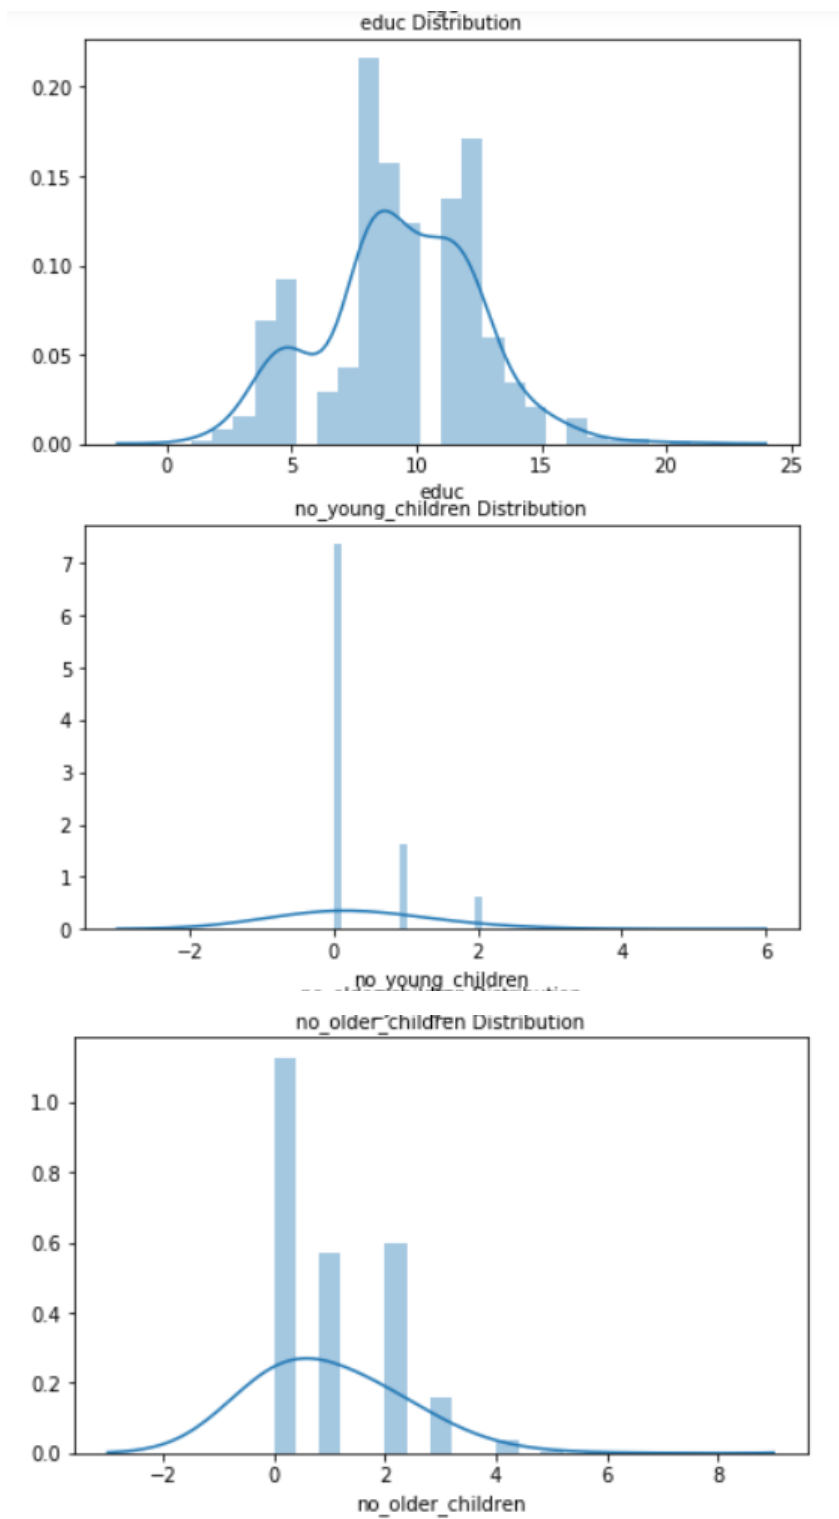 educ Distribution
0.20
0.15
0.10
0.05
0.00
0 5 10 15 20 25
educ
no_young_children Distribution
7
6
5
4
3
2
1
0
−2 0 2 4 6
no_young_children
no_older_children Distribution
1.0
0.8
0.6
0.4
0.2
0.0
−2 0 2 4 6 8
no_older_children